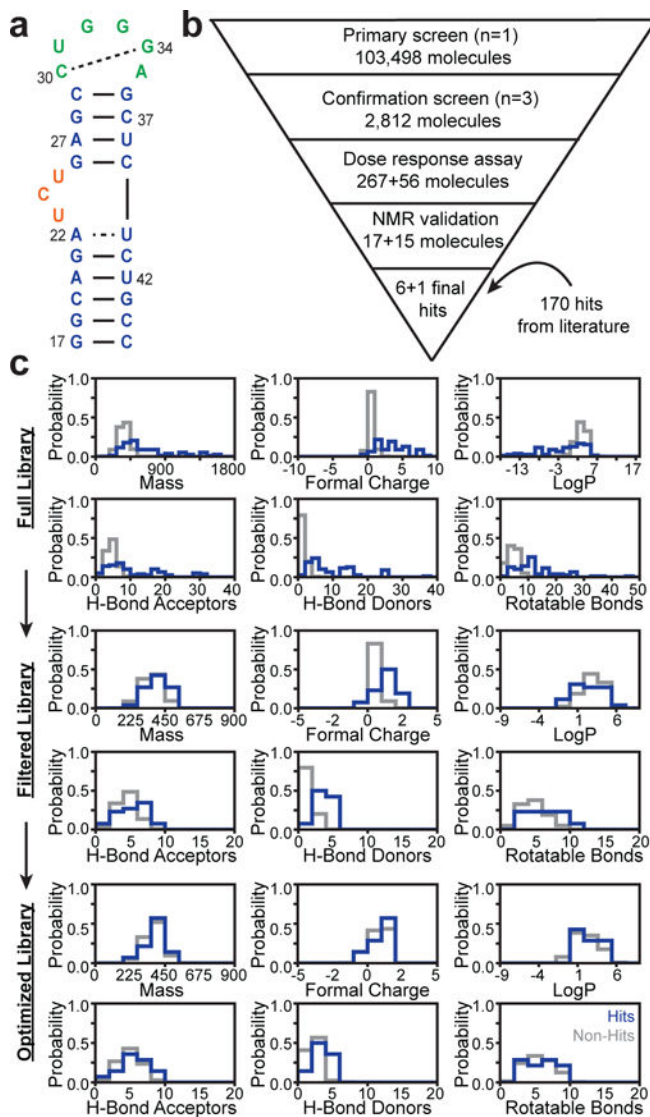 a
U G G G
G 34
30 C A
C G
G C 37
27 A U
G C
U
C
U
22 A U
G C
A U 42
C G
G C
17 G C
b
Primary screen (n=1)
103,498 molecules
Confirmation screen (n=3)
2,812 molecules
Dose response assay
267+56 molecules
NMR validation
17+15 molecules
6+1 final
hits
170 hits
from literature
c
Full Library
Probability
1.0
0.5
0.0
0 900 1800
Mass
Probability
1.0
0.5
0.0
-10 0 10
Formal Charge
Probability
1.0
0.5
0.0
-13 -3 7 17
LogP
Probability
1.0
0.5
0.0
0 10 20 30 40
H-Bond Acceptors
Probability
1.0
0.5
0.0
0 10 20 30 40
H-Bond Donors
Probability
1.0
0.5
0.0
0 10 20 30 40 50
Rotatable Bonds
Filtered Library
Probability
1.0
0.5
0.0
0 225 450 675 900
Mass
Probability
1.0
0.5
0.0
-5 -2 2 5
Formal Charge
Probability
1.0
0.5
0.0
-9 -4 1 6
LogP
Probability
1.0
0.5
0.0
0 5 10 15 20
H-Bond Acceptors
Probability
1.0
0.5
0.0
0 5 10 15 20
H-Bond Donors
Probability
1.0
0.5
0.0
0 5 10 15 20
Rotatable Bonds
Optimized Library
Probability
1.0
0.5
0.0
0 225 450 675 900
Mass
Probability
1.0
0.5
0.0
-5 -2 2 5
Formal Charge
Probability
1.0
0.5
0.0
-9 -4 1 6
LogP
Probability
1.0
0.5
0.0
0 5 10 15 20
H-Bond Acceptors
Probability
1.0
0.5
0.0
0 5 10 15 20
H-Bond Donors
Probability
1.0
0.5
0.0
0 5 10 15 20
Rotatable Bonds
Hits
Non-Hits